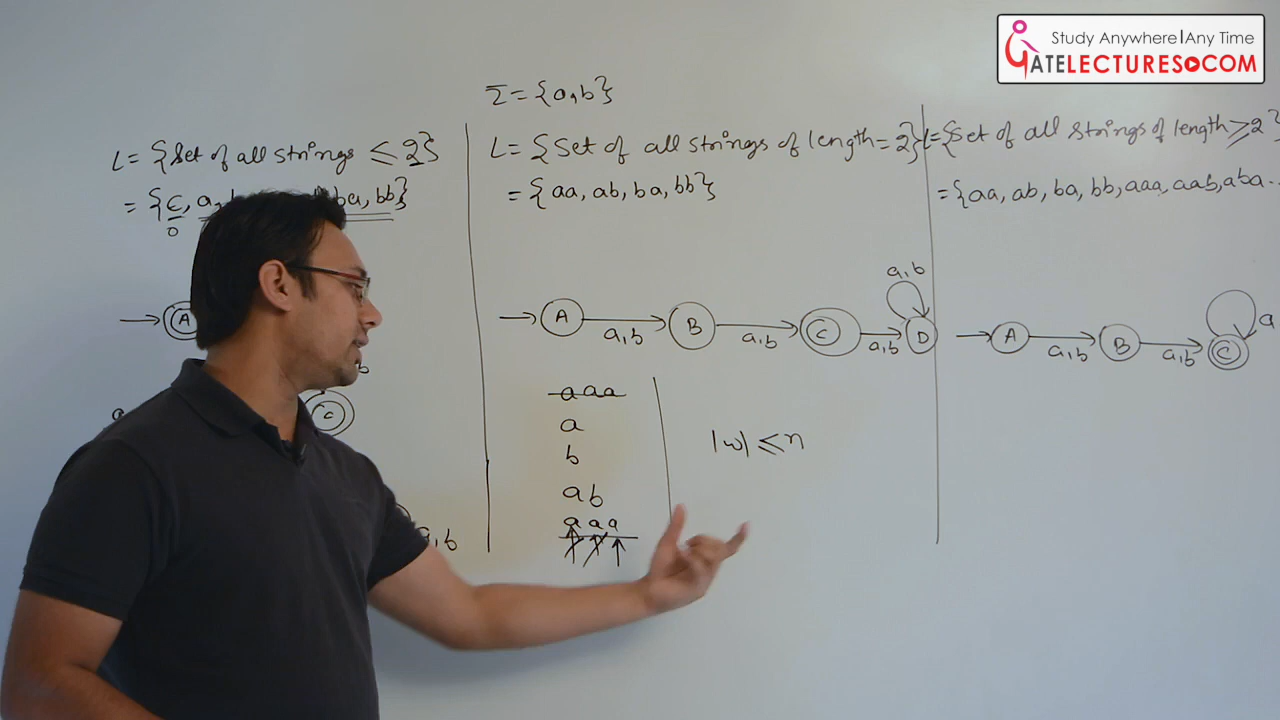 Study Anywhere|Any Time
GATELECTURES.COM
Σ = {a,b}
L = {Set of all strings ≤ 2}
= {ε, a, ba, bb}
0
A
C
a,b
L = {Set of all strings of length = 2}
= {aa, ab, ba, bb}
A a,b B a,b C a,b D a,b
aaa
a
b
ab
aaa
|w| ≤ n
L = {Set of all strings of length ≥ 2}
= {aa, ab, ba, bb, aaa, aab, aba..
A a,b B a,b C a